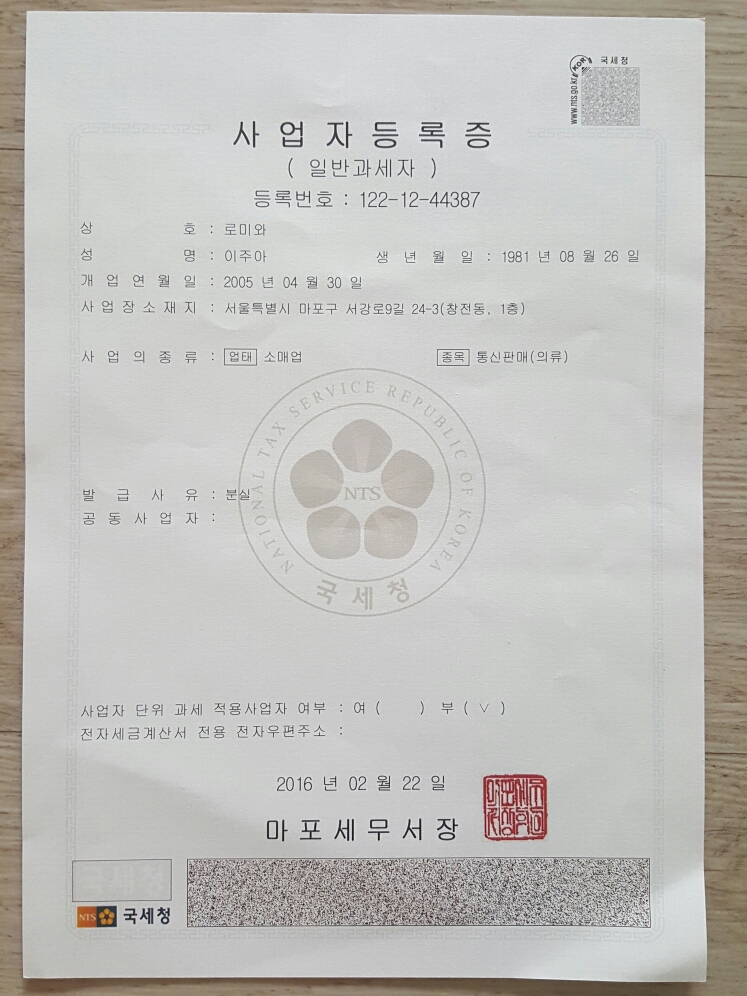 국세청
KOR
www.nts.go.kr
사업자등록증
( 일반과세자 )
등록번호 : 122-12-44387
상 호 : 로미와
성 명 : 이주아 생 년 월 일 : 1981 년 08 월 26 일
개 업 연 월 일 : 2005 년 04 월 30 일
사 업 장 소 재 지 : 서울특별시 마포구 서강로9길 24-3(창전동, 1층)
사 업 의 종 류 : 업태 소매업 종목 통신판매(의류)
NATIONAL TAX SERVICE REPUBLIC OF KOREA
NTS
국세청
발 급 사 유 : 분실
공 동 사 업 자 :
사업자 단위 과세 적용사업자 여부 : 여 ( ) 부 ( ∨ )
전자세금계산서 전용 전자우편주소 :
2016 년 02 월 22 일
마 포 세 무 서 장
국세청
NTS 국세청